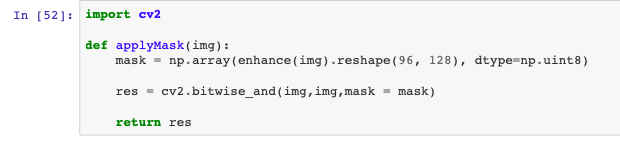 In [52]: import cv2
def applyMask(img):
mask = np.array(enhance(img).reshape(96, 128), dtype=np.uint8)
res = cv2.bitwise_and(img,img,mask = mask)
return res